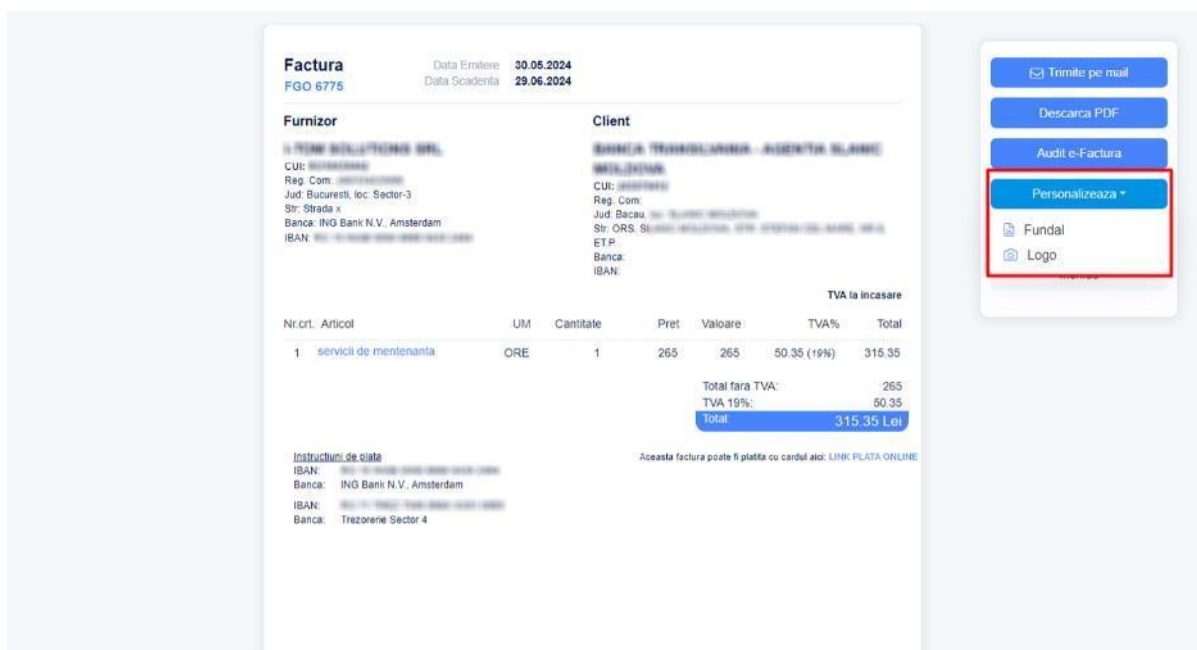 Factura
Data Emitere 30.05.2024
FGO 6775
Data Scadenta 29.06.2024
Furnizor
CUI:
Reg. Com:
Jud: Bucuresti, loc: Sector-3
Str: Strada x
Banca: ING Bank N.V., Amsterdam
IBAN:
Client
CUI:
Reg. Com:
Jud: Bacau,
Str: ORS.
ET.P.
Banca:
IBAN:
TVA la incasare
Nr.crt. Articol UM Cantitate Pret Valoare TVA% Total
1 servicii de mentenanta ORE 1 265 265 50.35 (19%) 315.35
Total fara TVA: 265
TVA 19%: 50.35
Total: 315.35 Lei
Instructiuni de plata
IBAN:
Banca: ING Bank N.V., Amsterdam
IBAN:
Banca: Trezorerie Sector 4
Aceasta factura poate fi platita cu cardul aici: LINK PLATA ONLINE
Trimite pe mail
Descarca PDF
Audit e-Factura
Personalizeaza
Fundal
Logo